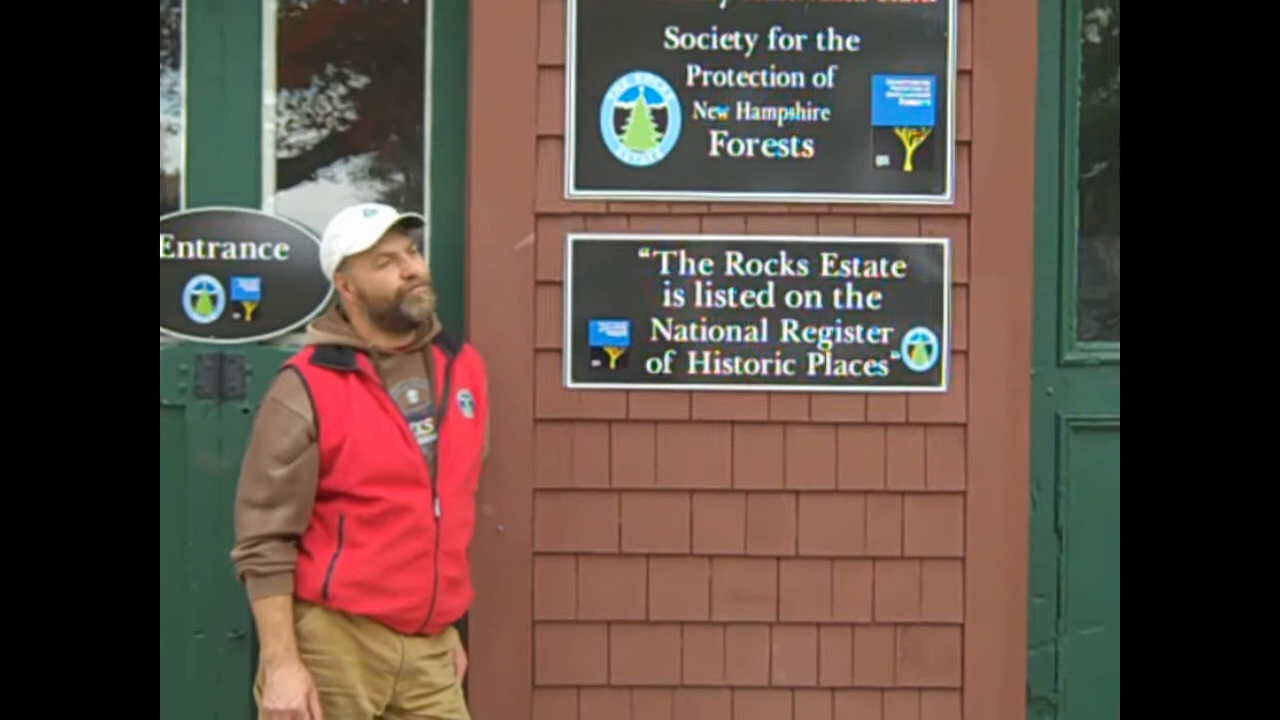 Society for the
Protection of
New Hampshire
Forests
Entrance
"The Rocks Estate
is listed on the
National Register
of Historic Places"